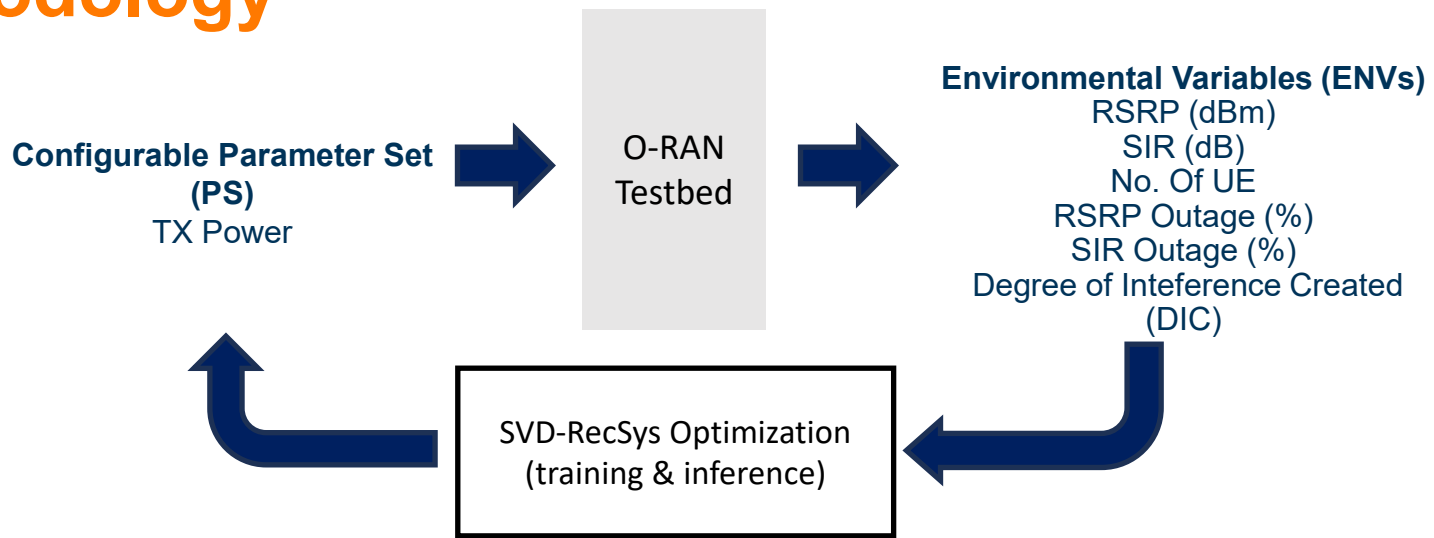 odology
Configurable Parameter Set
(PS)
TX Power
O-RAN
Testbed
Environmental Variables (ENVs)
RSRP (dBm)
SIR (dB)
No. Of UE
RSRP Outage (%)
SIR Outage (%)
Degree of Inteference Created
(DIC)
SVD-RecSys Optimization
(training & inference)